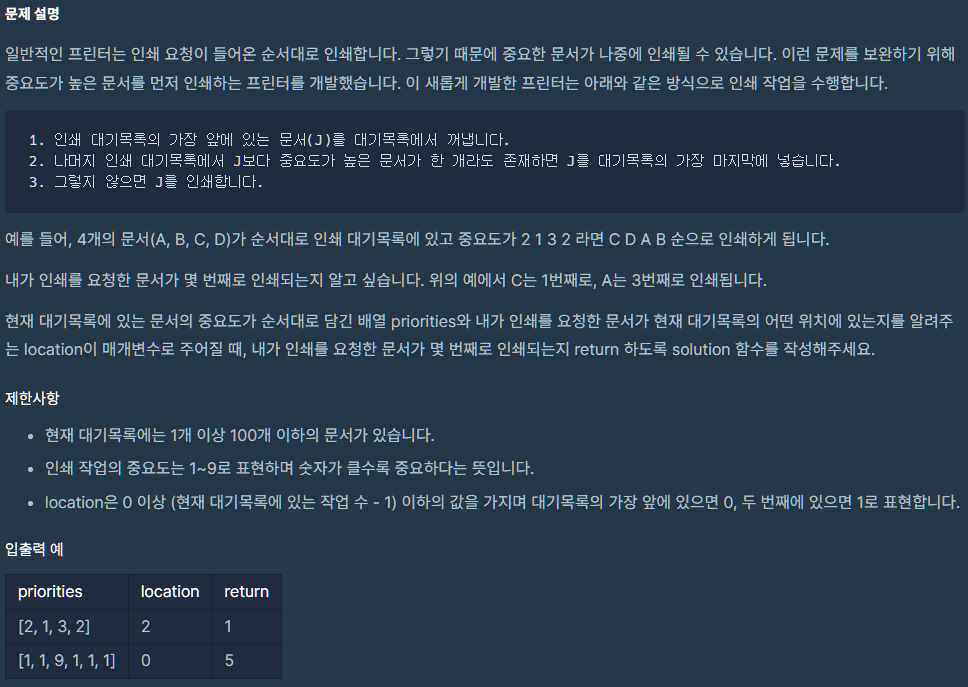 문제 설명
일반적인 프린터는 인쇄 요청이 들어온 순서대로 인쇄합니다. 그렇기 때문에 중요한 문서가 나중에 인쇄될 수 있습니다. 이런 문제를 보완하기 위해
중요도가 높은 문서를 먼저 인쇄하는 프린터를 개발했습니다. 이 새롭게 개발한 프린터는 아래와 같은 방식으로 인쇄 작업을 수행합니다.
1. 인쇄 대기목록의 가장 앞에 있는 문서(J)를 대기목록에서 꺼냅니다.
2. 나머지 인쇄 대기목록에서 J보다 중요도가 높은 문서가 한 개라도 존재하면 J를 대기목록의 가장 마지막에 넣습니다.
3. 그렇지 않으면 J를 인쇄합니다.
예를 들어, 4개의 문서(A, B, C, D)가 순서대로 인쇄 대기목록에 있고 중요도가 2 1 3 2 라면 C D A B 순으로 인쇄하게 됩니다.
내가 인쇄를 요청한 문서가 몇 번째로 인쇄되는지 알고 싶습니다. 위의 예에서 C는 1번째로, A는 3번째로 인쇄됩니다.
현재 대기목록에 있는 문서의 중요도가 순서대로 담긴 배열 priorities와 내가 인쇄를 요청한 문서가 현재 대기목록의 어떤 위치에 있는지를 알려주
는 location이 매개변수로 주어질 때, 내가 인쇄를 요청한 문서가 몇 번째로 인쇄되는지 return 하도록 solution 함수를 작성해주세요.
제한사항
• 현재 대기목록에는 1개 이상 100개 이하의 문서가 있습니다.
• 인쇄 작업의 중요도는 1~9로 표현하며 숫자가 클수록 중요하다는 뜻입니다.
• location은 0 이상 (현재 대기목록에 있는 작업 수 - 1) 이하의 값을 가지며 대기목록의 가장 앞에 있으면 0, 두 번째에 있으면 1로 표현합니다.
입출력 예
priorities location return
[2, 1, 3, 2] 2 1
[1, 1, 9, 1, 1, 1] 0 5